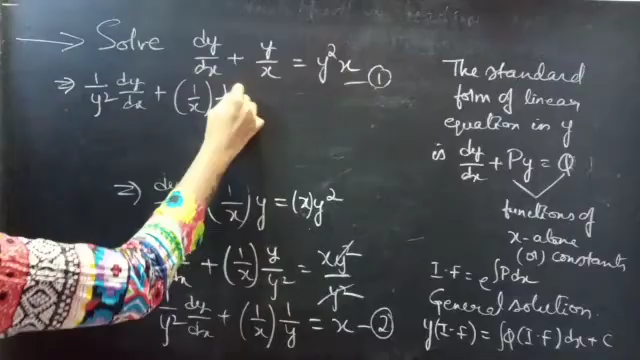 → Solve dy/dx + y/x = y²x — ①
⇒ 1/y² dy/dx + (1/x)
⇒ dy (1/x)y = (x)y²
+ (1/x) y/y² = xy²/y²
y² dy/dx + (1/x) 1/y = x — ②
The standard
form of linear
equation in y
is dy/dx + Py = Q
functions of
x-alone
(or) constants
I.f = e^∫Pdx
General solution.
y(I.f) = ∫Q(I.f)dx + c